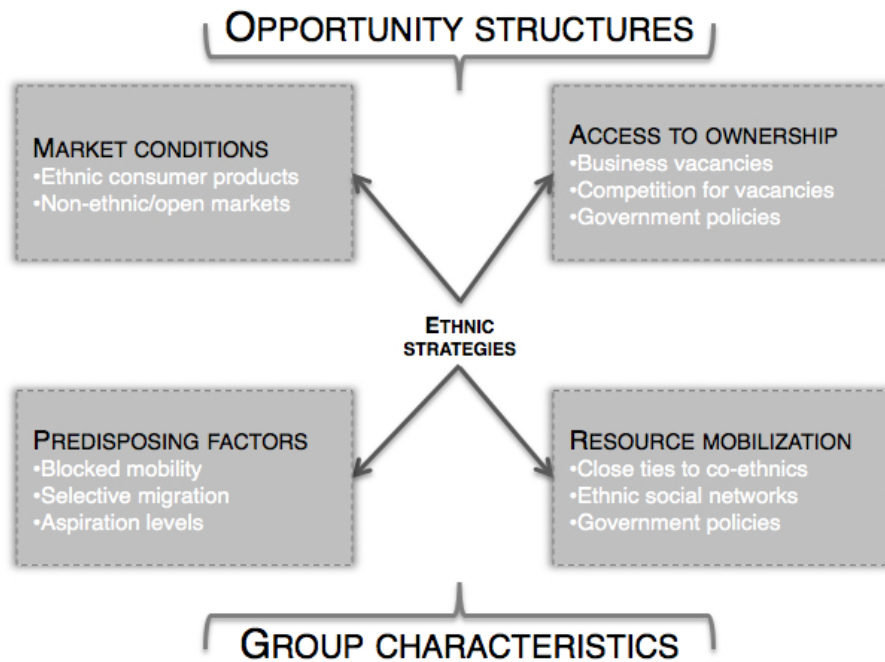 OPPORTUNITY STRUCTURES
MARKET CONDITIONS
•Ethnic consumer products
•Non-ethnic/open markets
ACCESS TO OWNERSHIP
•Business vacancies
•Competition for vacancies
•Government policies
ETHNIC
STRATEGIES
PREDISPOSING FACTORS
•Blocked mobility
•Selective migration
•Aspiration levels
RESOURCE MOBILIZATION
•Close ties to co-ethnics
•Ethnic social networks
•Government policies
GROUP CHARACTERISTICS